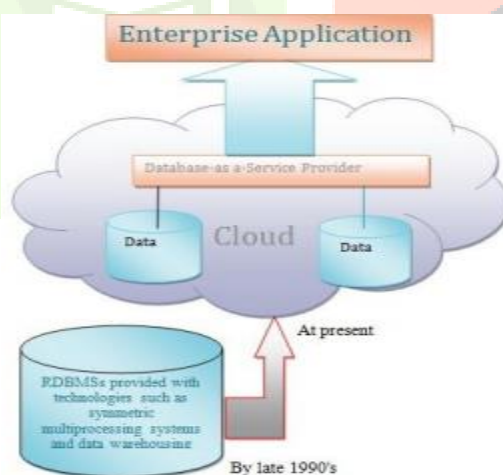 Enterprise Application
Database-as a-Service Provider
Data
Cloud
Data
At present
RDBMSs provided with
technologies such as
symmetric
multiprocessing systems
and data warehousing
By late 1990's